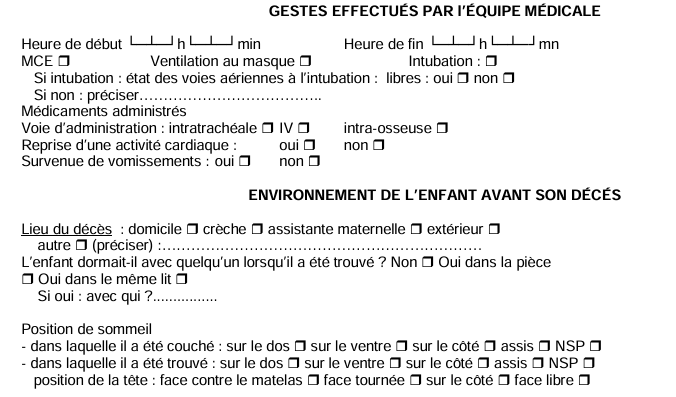 GESTES EFFECTUÉS PAR l'ÉQUIPE MÉDICALE
Heure de début └─┴─┘h└─┴─┘min Heure de fin └─┴─┘h└─┴─┘mn
MCE ❒ Ventilation au masque ❒ Intubation : ❒
Si intubation : état des voies aériennes à l'intubation : libres : oui ❒ non ❒
Si non : préciser………………………………..
Médicaments administrés
Voie d'administration : intratrachéale ❒ IV ❒ intra-osseuse ❒
Reprise d'une activité cardiaque : oui ❒ non ❒
Survenue de vomissements : oui ❒ non ❒
ENVIRONNEMENT DE L'ENFANT AVANT SON DÉCÉS
Lieu du décès : domicile ❒ crèche ❒ assistante maternelle ❒ extérieur ❒
autre ❒ (préciser) :…………………………………………………………
L'enfant dormait-il avec quelqu'un lorsqu'il a été trouvé ? Non ❒ Oui dans la pièce
❒ Oui dans le même lit ❒
Si oui : avec qui ?................
Position de sommeil
- dans laquelle il a été couché : sur le dos ❒ sur le ventre ❒ sur le côté ❒ assis ❒ NSP ❒
- dans laquelle il a été trouvé : sur le dos ❒ sur le ventre ❒ sur le côté ❒ assis ❒ NSP ❒
position de la tête : face contre le matelas ❒ face tournée ❒ sur le côté ❒ face libre ❒